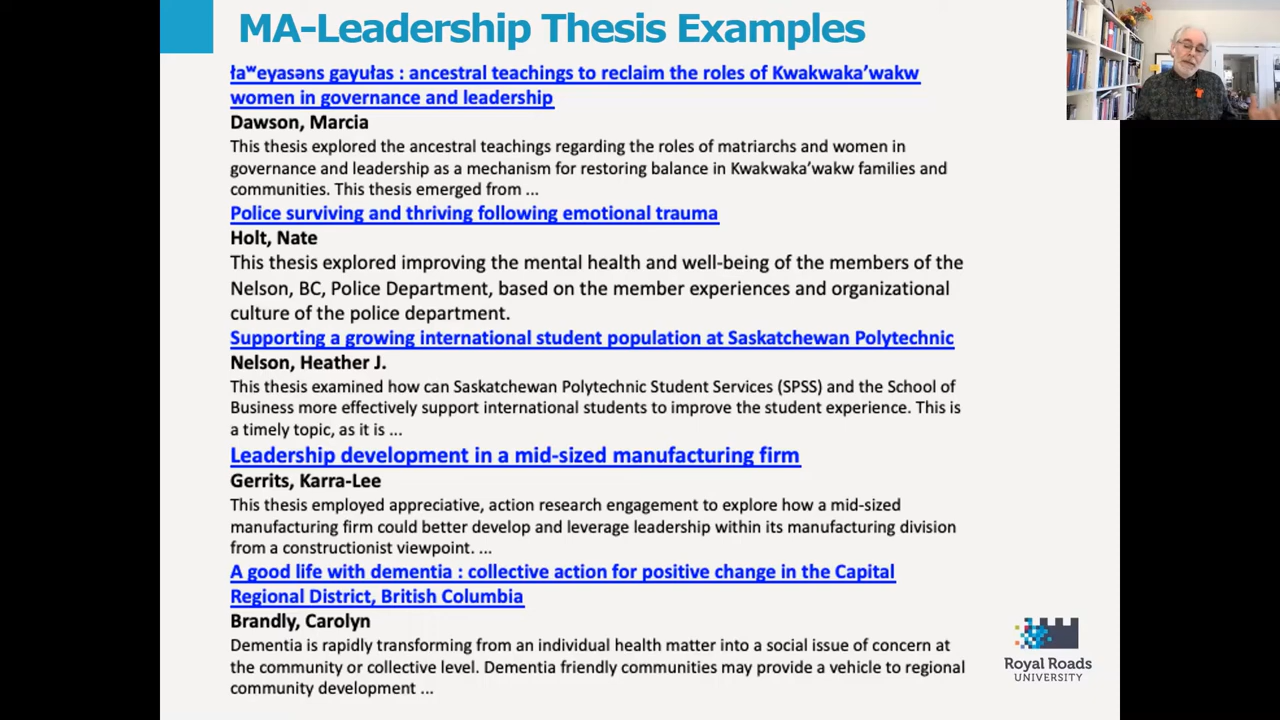 MA-Leadership Thesis Examples
ła<sup>w</sup>eyasəns gayułas : ancestral teachings to reclaim the roles of Kwakwaka’wakw
women in governance and leadership
Dawson, Marcia
This thesis explored the ancestral teachings regarding the roles of matriarchs and women in
governance and leadership as a mechanism for restoring balance in Kwakwaka’wakw families and
communities. This thesis emerged from ...
Police surviving and thriving following emotional trauma
Holt, Nate
This thesis explored improving the mental health and well-being of the members of the
Nelson, BC, Police Department, based on the member experiences and organizational
culture of the police department.
Supporting a growing international student population at Saskatchewan Polytechnic
Nelson, Heather J.
This thesis examined how can Saskatchewan Polytechnic Student Services (SPSS) and the School of
Business more effectively support international students to improve the student experience. This is
a timely topic, as it is ...
Leadership development in a mid-sized manufacturing firm
Gerrits, Karra-Lee
This thesis employed appreciative, action research engagement to explore how a mid-sized
manufacturing firm could better develop and leverage leadership within its manufacturing division
from a constructionist viewpoint. ...
A good life with dementia : collective action for positive change in the Capital
Regional District, British Columbia
Brandly, Carolyn
Dementia is rapidly transforming from an individual health matter into a social issue of concern at
the community or collective level. Dementia friendly communities may provide a vehicle to regional
community development ...
Royal Roads
UNIVERSITY